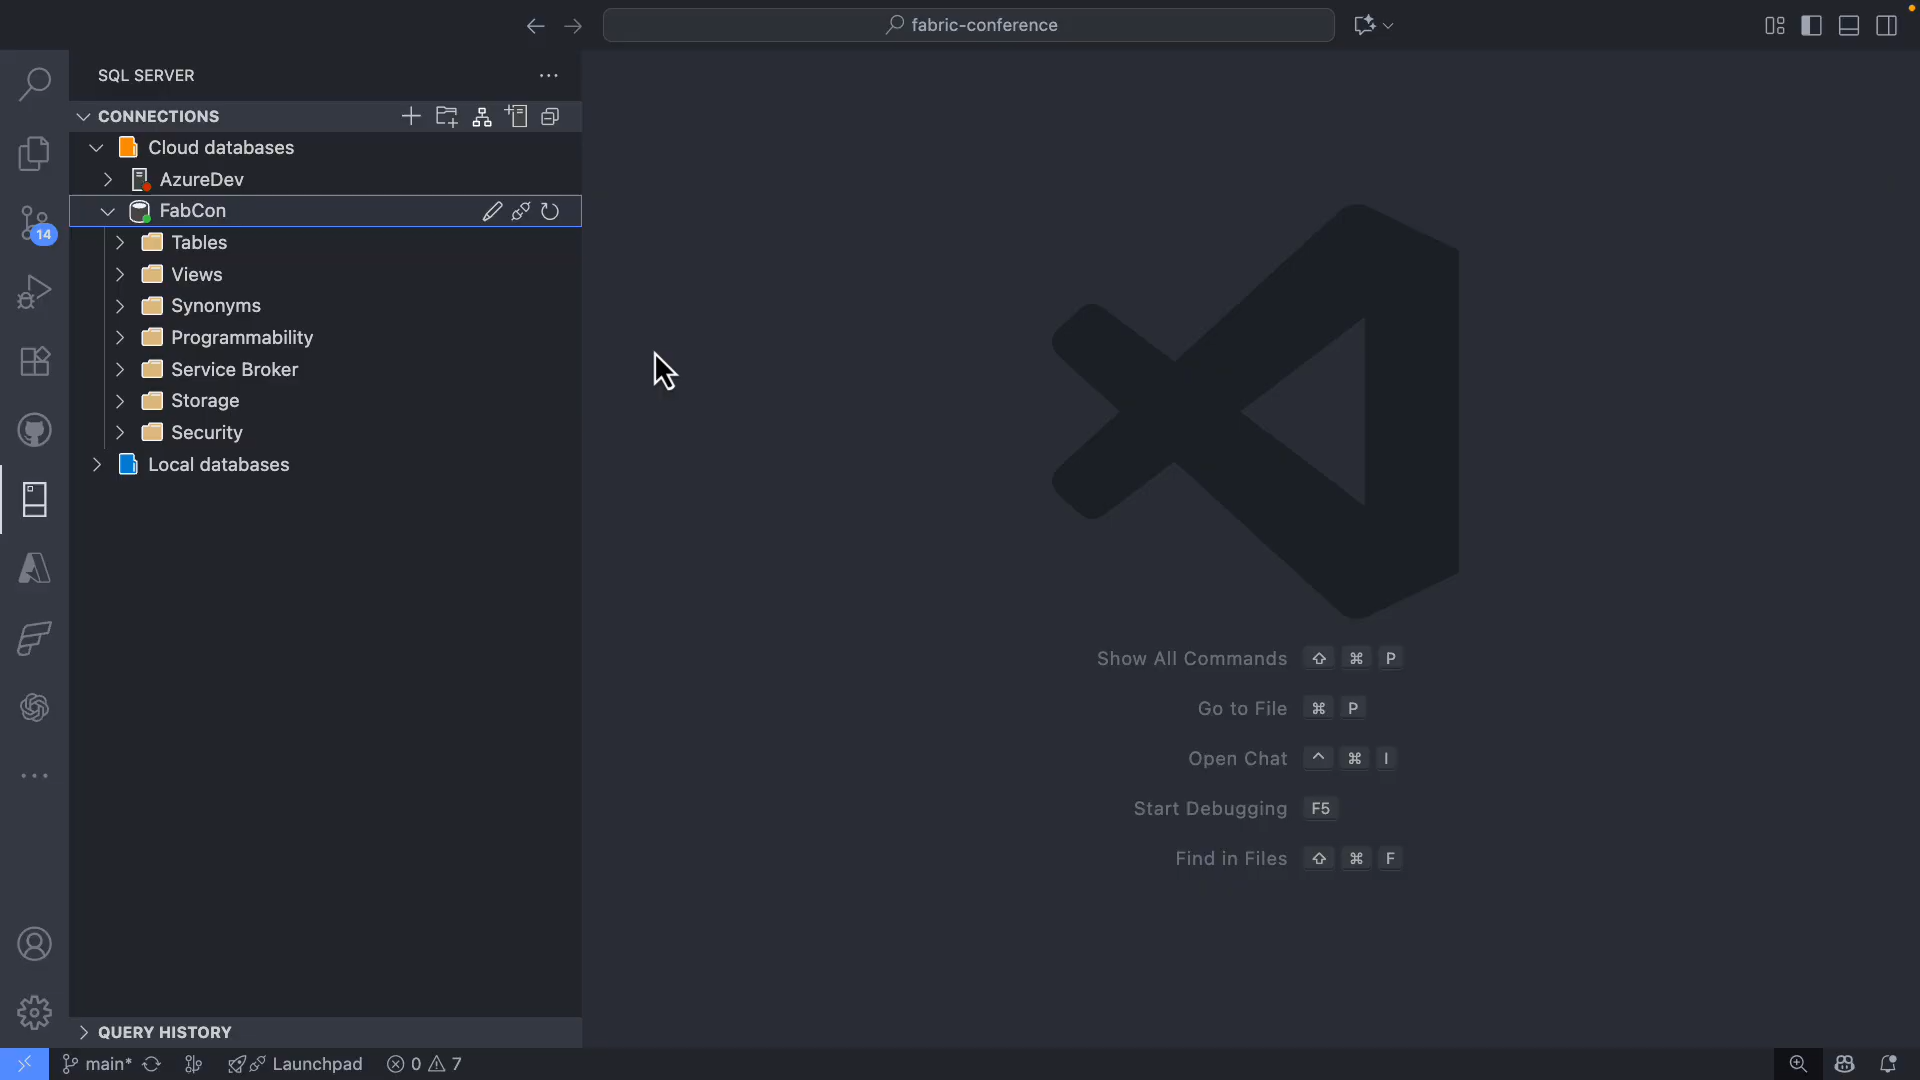 fabric-conference
SQL SERVER
CONNECTIONS
Cloud databases
AzureDev
FabCon
Tables
Views
Synonyms
Programmability
Service Broker
Storage
Security
Local databases
14
Show All Commands ⇧ ⌘ P
Go to File ⌘ P
Open Chat ^ ⌘ I
Start Debugging F5
Find in Files ⇧ ⌘ F
QUERY HISTORY
main* Launchpad 0 7